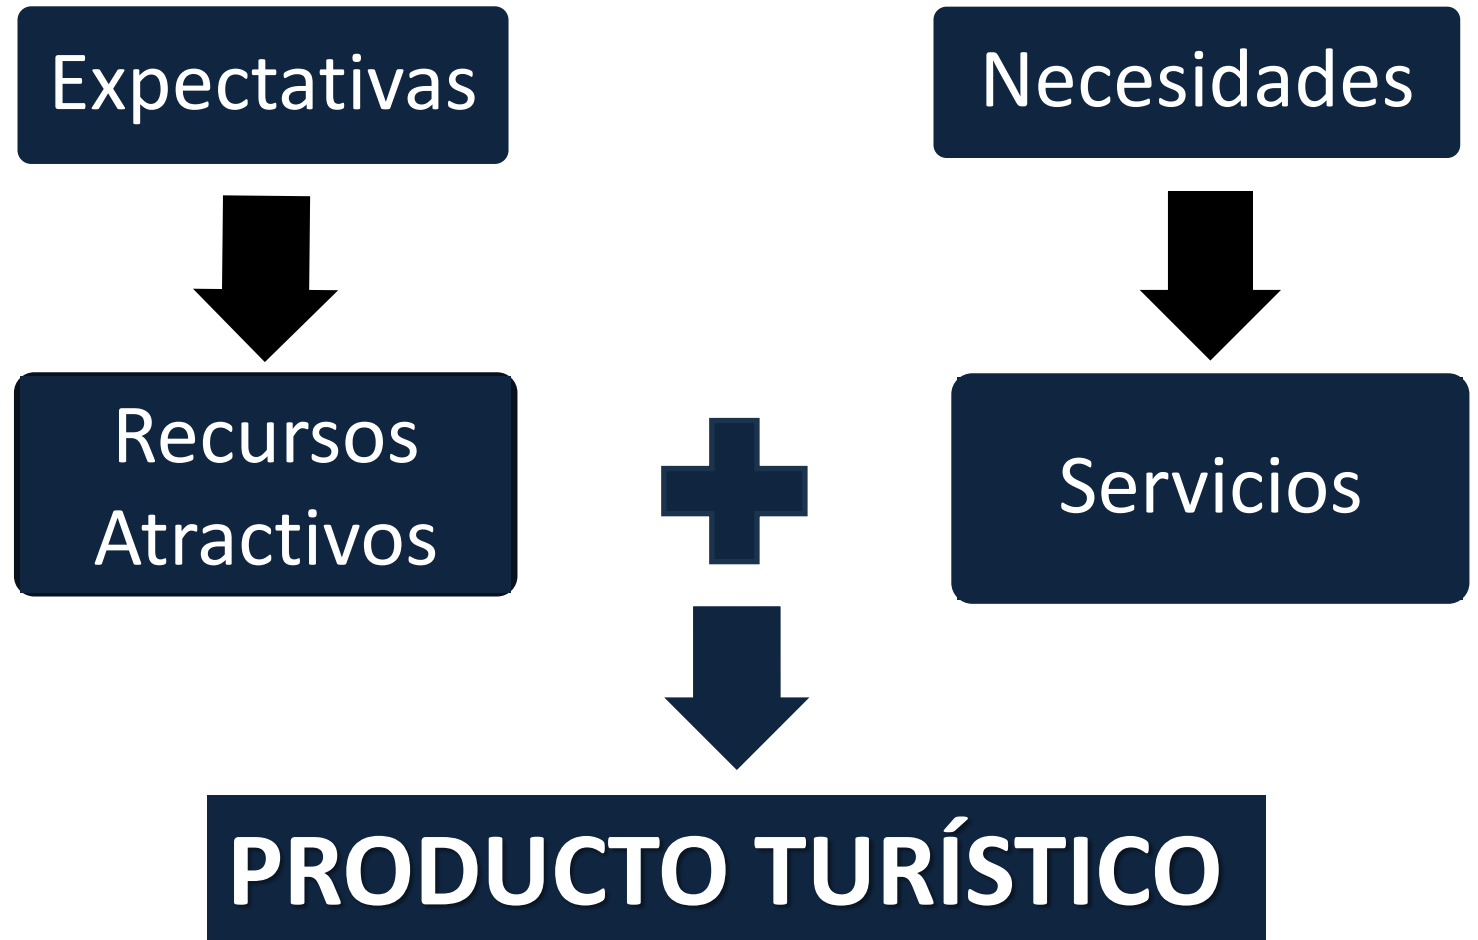 Expectativas
Necesidades
Recursos
Atractivos
Servicios
PRODUCTO TURÍSTICO